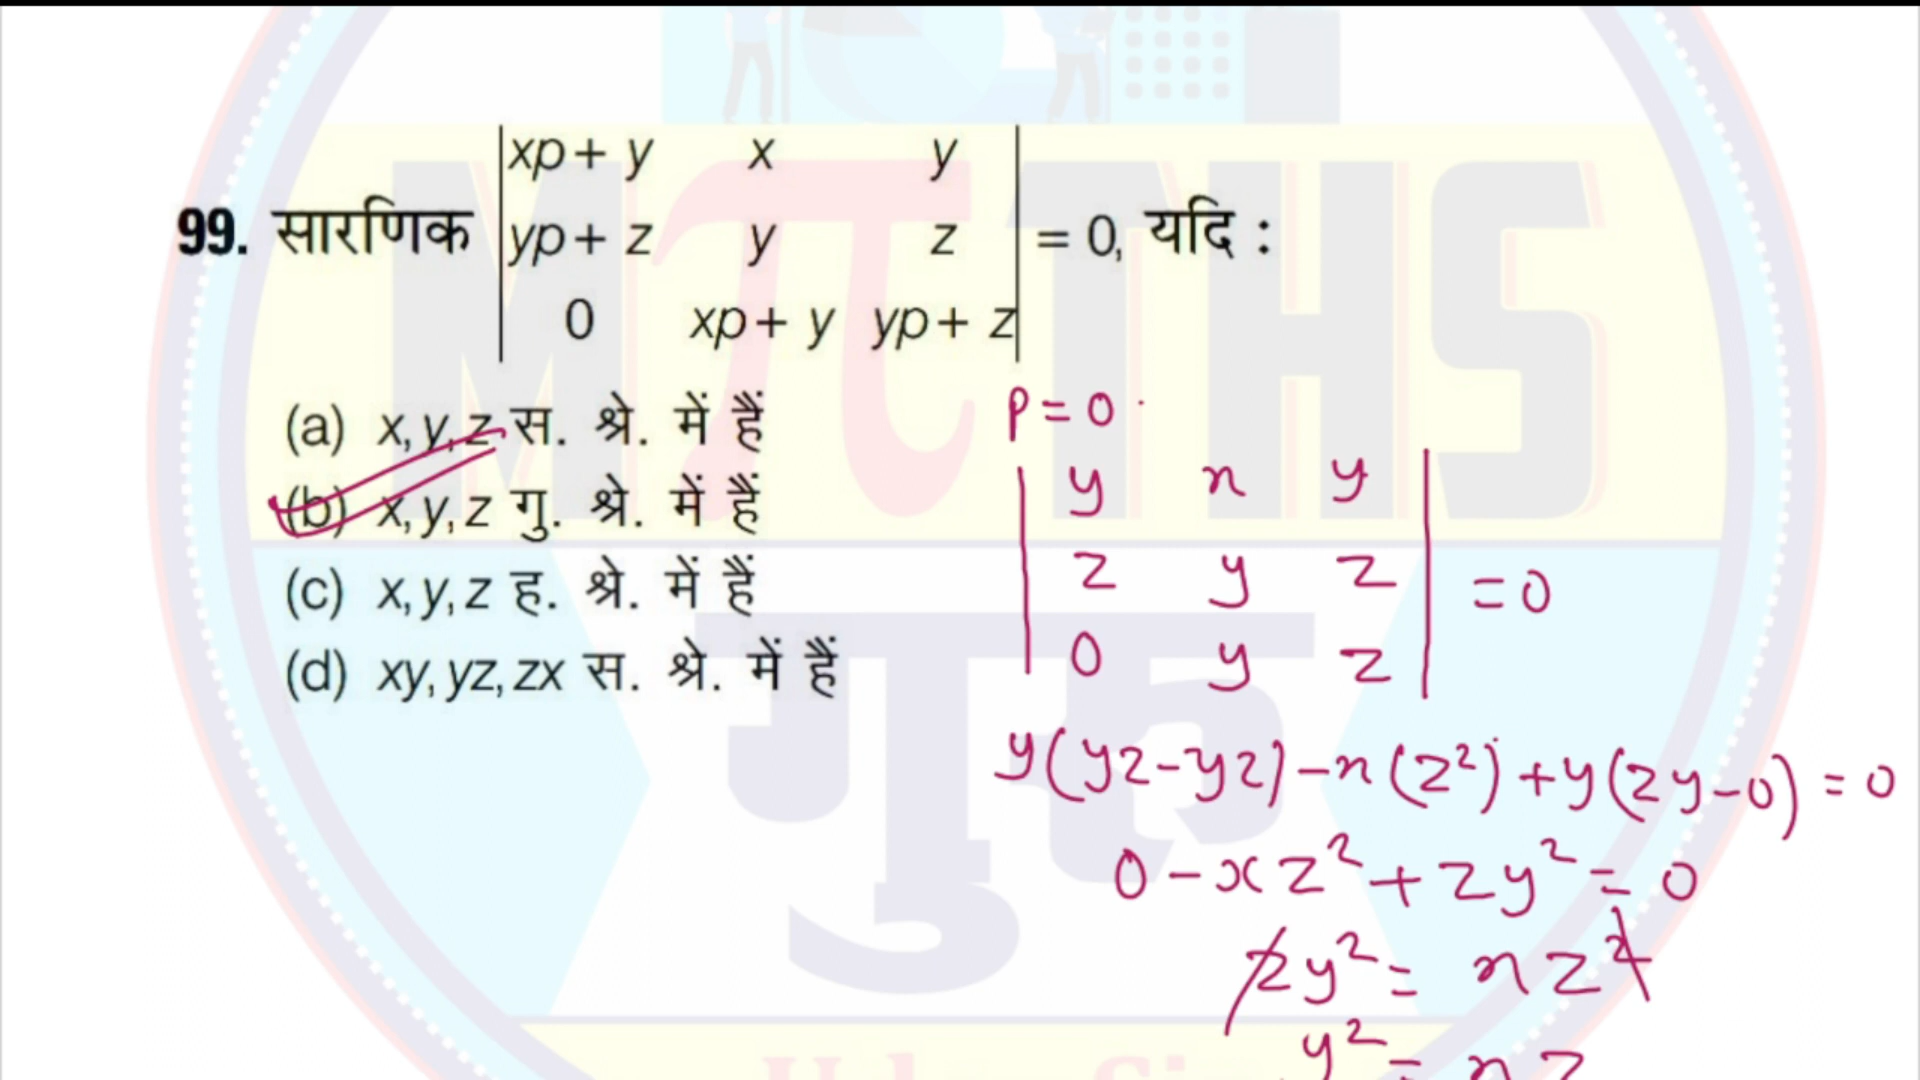 xp + y x y
99. सारणिक yp + z y z = 0, यदि :
0 xp + y yp + z
(a) x, y, z स. श्रे. में हैं
(b) x, y, z गु. श्रे. में हैं
(c) x, y, z ह. श्रे. में हैं
(d) xy, yz, zx स. श्रे. में हैं
P = 0
y x y
z y z = 0
0 y z
y(yz-yz)-x(z²)+y(zy-0) = 0
0 - xz² + zy² = 0
zy² = xz²
y² = xz
MπTHS
गुरु